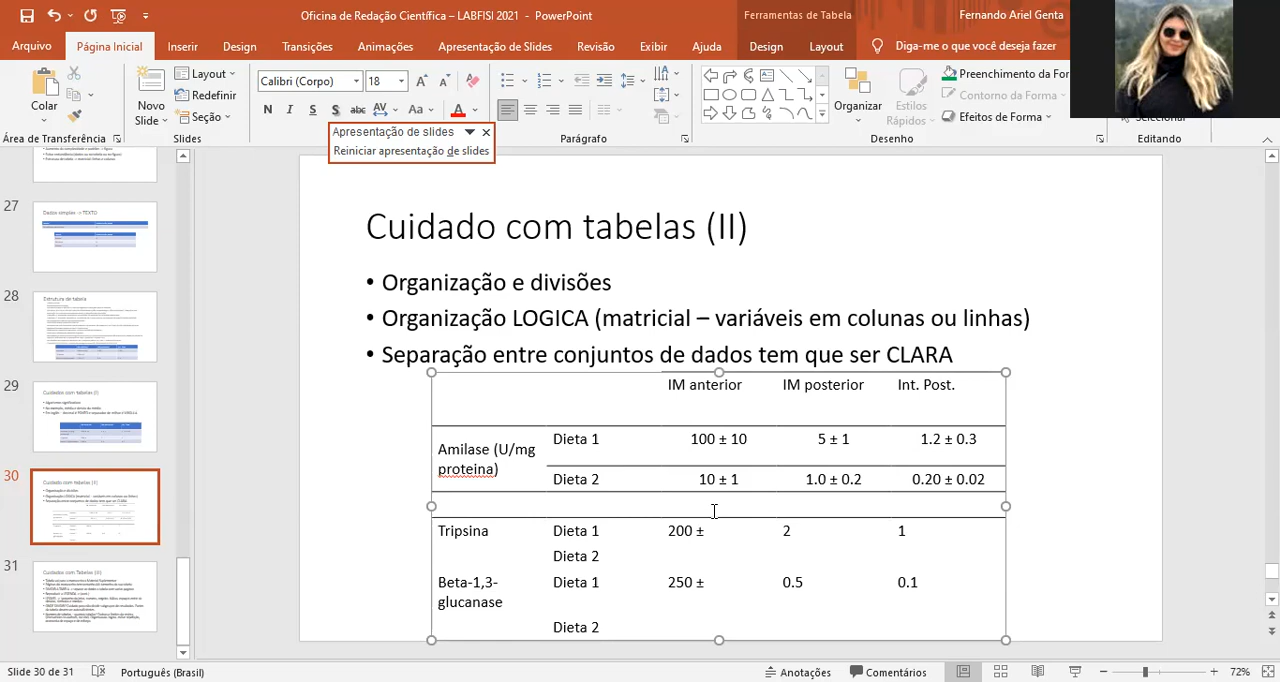 Oficina de Redação Científica – LABFISI 2021 - PowerPoint
Ferramentas de Tabela
Fernando Ariel Genta
Arquivo Página Inicial Inserir Design Transições Animações Apresentação de Slides Revisão Exibir Ajuda Design Layout Diga-me o que você deseja fazer
Colar
Novo Slide
Layout
Redefinir
Seção
Calibri (Corpo) 18
Organizar
Estilos Rápidos
Preenchimento da For
Contorno da Forma
Efeitos de Forma
Selecionar
Área de Transferência Slides Parágrafo Desenho Editando
Apresentação de slides
Reiniciar apresentação de slides
27
Dados simples -> TEXTO
28
Estrutura de tabela
29
Cuidados com tabelas (I)
30
Cuidado com tabelas (II)
31
Cuidados com Tabelas (III)
Cuidado com tabelas (II)
• Organização e divisões
• Organização LOGICA (matricial – variáveis em colunas ou linhas)
• Separação entre conjuntos de dados tem que ser CLARA
IM anterior IM posterior Int. Post.
Amilase (U/mg proteina) Dieta 1 100 ± 10 5 ± 1 1.2 ± 0.3
Dieta 2 10 ± 1 1.0 ± 0.2 0.20 ± 0.02
Tripsina Dieta 1 200 ± 2 1
Dieta 2
Beta-1,3-glucanase Dieta 1 250 ± 0.5 0.1
Dieta 2
Slide 30 de 31 Português (Brasil) Anotações Comentários 72%